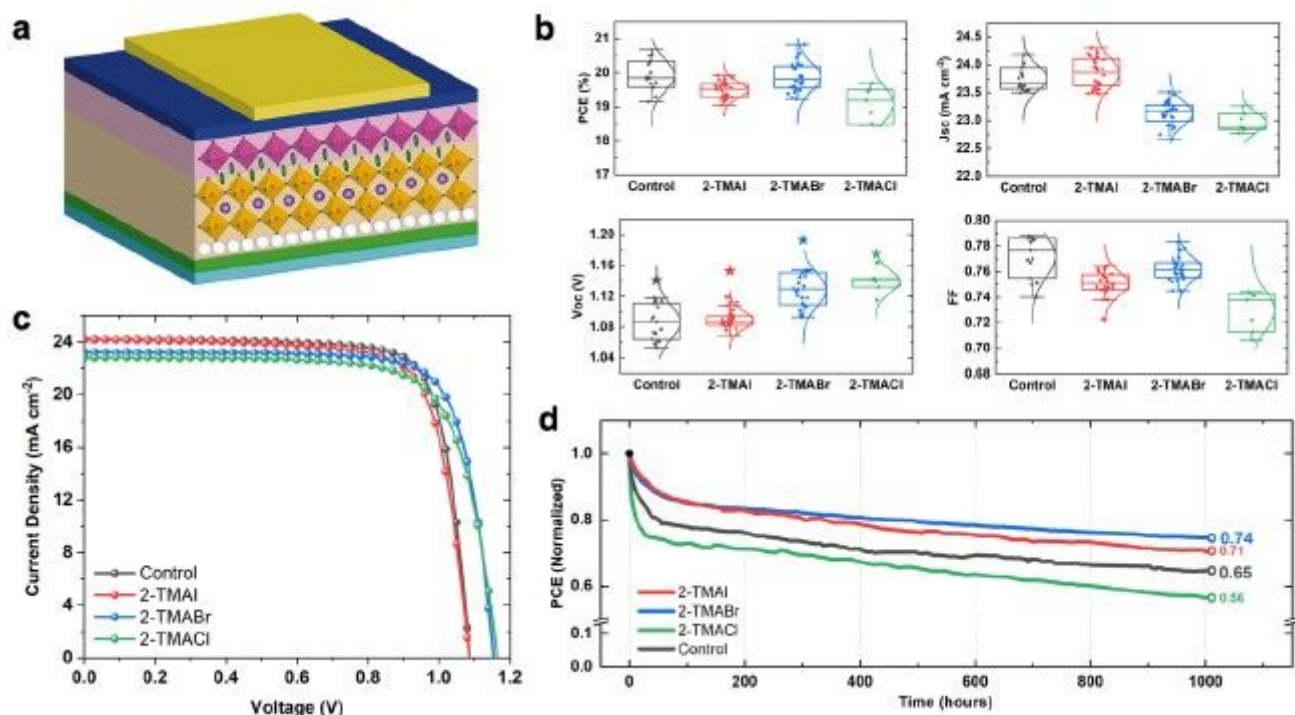 a
b
21
20
19
18
17
PCE (%)
Control 2-TMAI 2-TMABr 2-TMACl
24.5
24.0
23.5
23.0
22.5
22.0
Jsc (mA cm-2)
Control 2-TMAI 2-TMABr 2-TMACl
1.20
1.16
1.12
1.08
1.04
Voc (V)
Control 2-TMAI 2-TMABr 2-TMACl
0.80
0.78
0.76
0.74
0.72
0.70
0.68
FF
Control 2-TMAI 2-TMABr 2-TMACl
c
24
20
16
12
8
4
0
Current Density (mA cm-2)
Control
2-TMAI
2-TMABr
2-TMACl
0.0 0.2 0.4 0.6 0.8 1.0 1.2
Voltage (V)
d
1.0
0.8
0.6
0.1
0.0
PCE (Normalized)
0.74
0.71
0.65
0.56
2-TMAI
2-TMABr
2-TMACl
Control
0 200 400 600 800 1000
Time (hours)